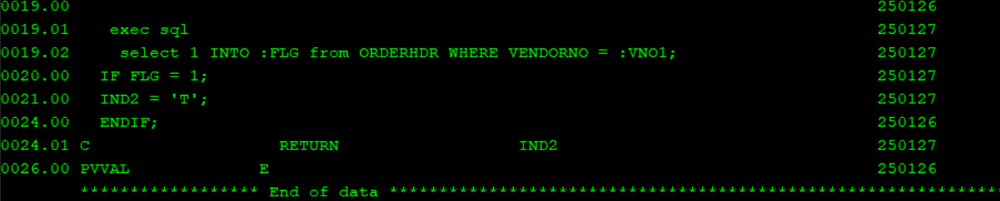 0019.00 250126
0019.01 exec sql 250127
0019.02 select 1 INTO :FLG from ORDERHDR WHERE VENDORNO = :VNO1; 250127
0020.00 IF FLG = 1; 250127
0021.00 IND2 = 'T'; 250127
0024.00 ENDIF; 250126
0024.01 C RETURN IND2 250127
0026.00 PVVAL E 250126
****************** End of data **************************************************************